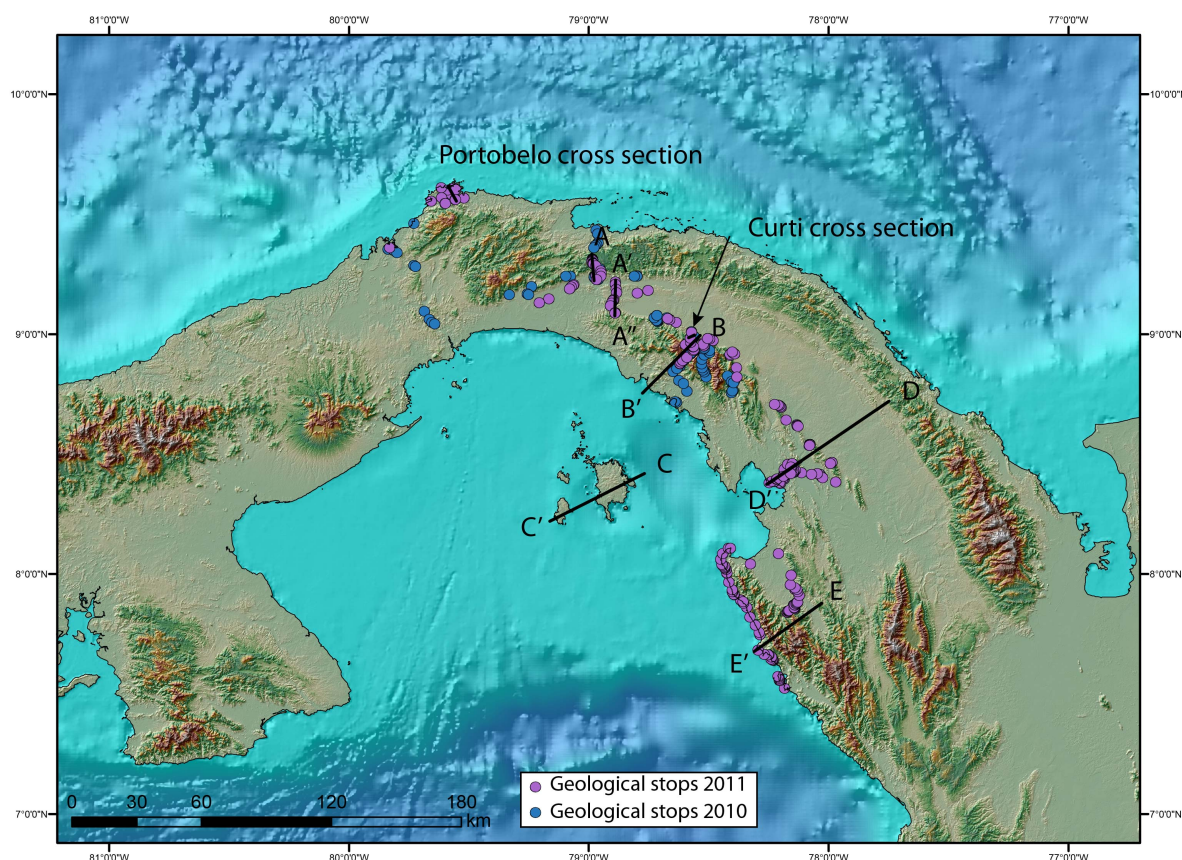 81°0'0"W 80°0'0"W 79°0'0"W 78°0'0"W 77°0'0"W
10°0'0"N 10°0'0"N
Portobelo cross section
Curti cross section
A
A'
9°0'0"N A'' B 9°0'0"N
B' D
C
C' D'
8°0'0"N 8°0'0"N
E
E'
Geological stops 2011
0 30 60 120 180
Geological stops 2010
km
7°0'0"N 7°0'0"N
81°0'0"W 80°0'0"W 79°0'0"W 78°0'0"W 77°0'0"W